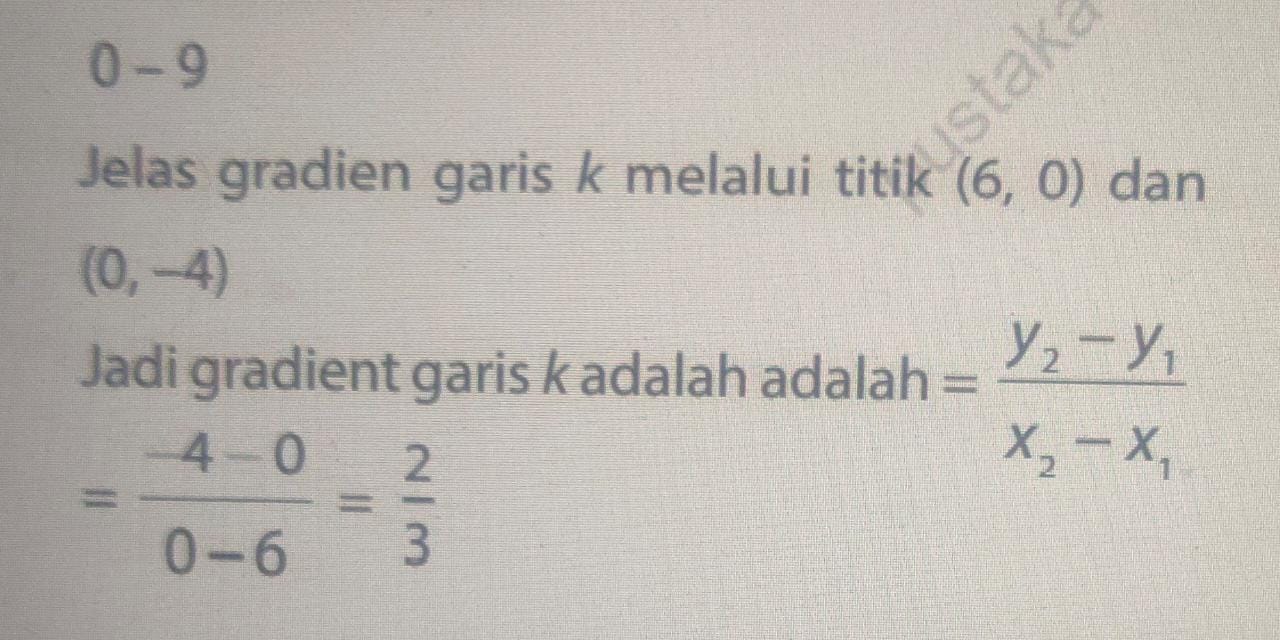 0 – 9
ustaka
Jelas gradien garis k melalui titik (6, 0) dan
(0, –4)
Jadi gradient garis k adalah adalah = y₂ – y₁ / x₂ – x₁
= –4 – 0 / 0 – 6 = 2 / 3